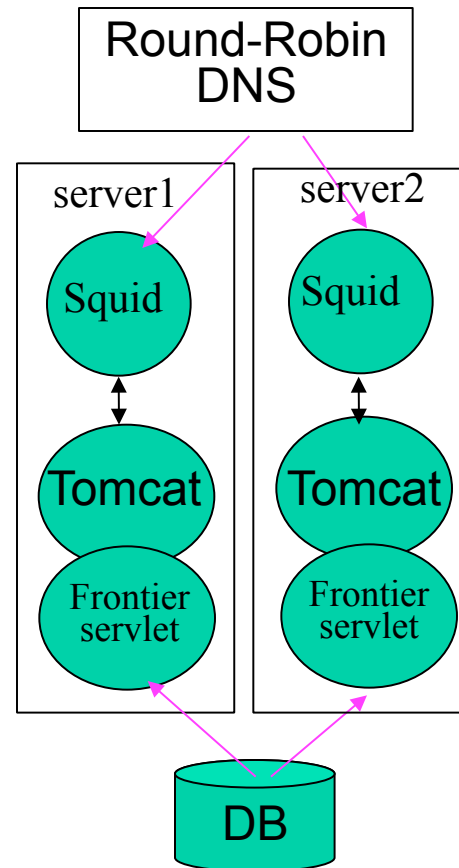 Round-Robin
DNS
server1
Squid
Tomcat
Frontier
servlet
server2
Squid
Tomcat
Frontier
servlet
DB